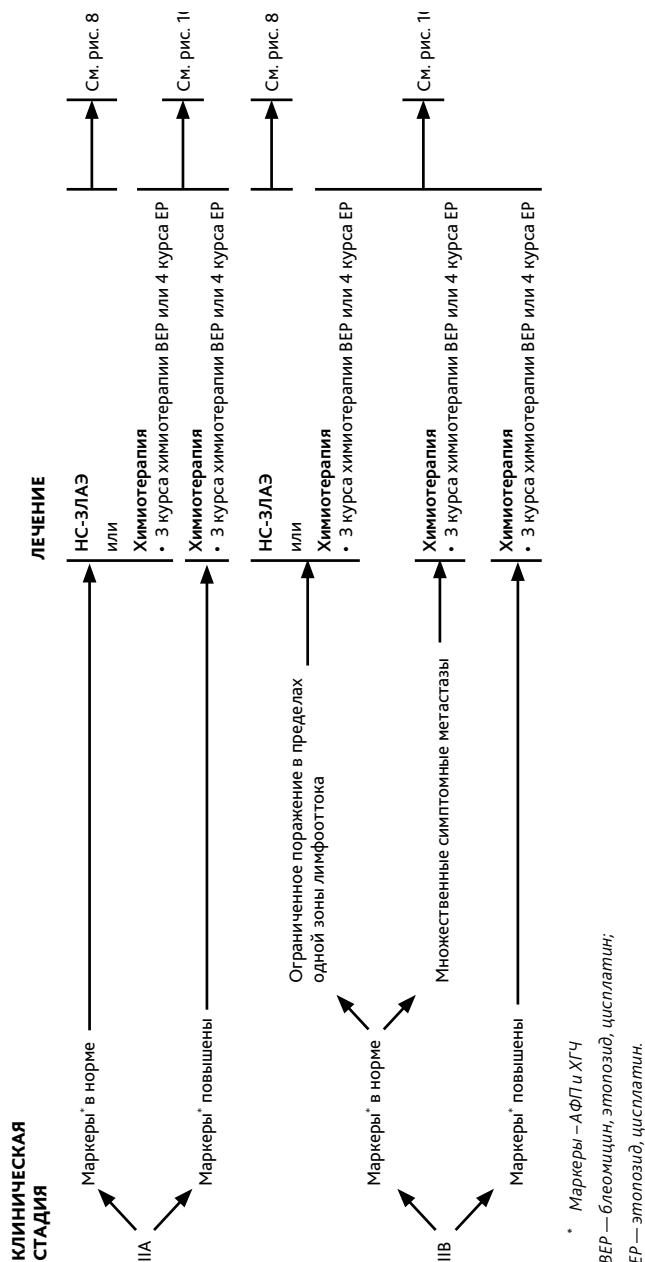 КЛИНИЧЕСКАЯ
СТАДИЯ
ЛЕЧЕНИЕ
IIA
Маркеры* в норме
НС-ЗЛАЭ
или
Химиотерапия
• 3 курса химиотерапии BEP или 4 курса EP
См. рис. 8
Маркеры* повышены
Химиотерапия
• 3 курса химиотерапии BEP или 4 курса EP
См. рис. 1
IIB
Маркеры* в норме
Ограниченное поражение в пределах
одной зоны лимфооттока
НС-ЗЛАЭ
или
Химиотерапия
• 3 курса химиотерапии BEP или 4 курса EP
См. рис. 8
Множественные симптомные метастазы
Химиотерапия
• 3 курса химиотерапии BEP или 4 курса EP
См. рис. 1
Маркеры* повышены
Химиотерапия
• 3 курса химиотерапии BEP или 4 курса EP
* Маркеры – АФП и ХГЧ
BEP — блеомицин, этопозид, цисплатин;
EP — этопозид, цисплатин.